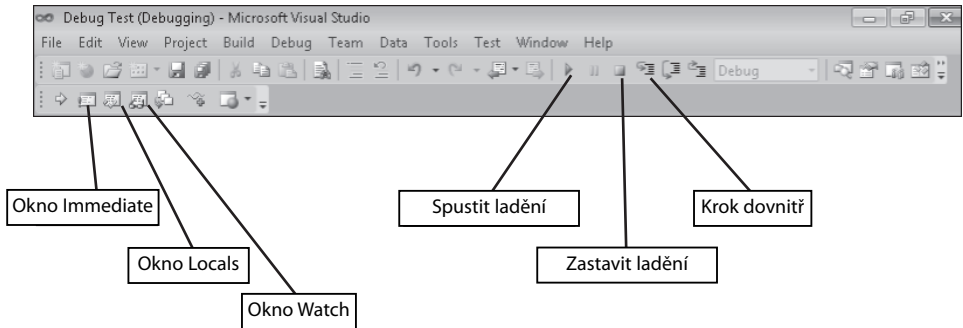 Debug Test (Debugging) - Microsoft Visual Studio
File Edit View Project Build Debug Team Data Tools Test Window Help
Debug
Okno Immediate
Spustit ladění
Krok dovnitř
Okno Locals
Zastavit ladění
Okno Watch